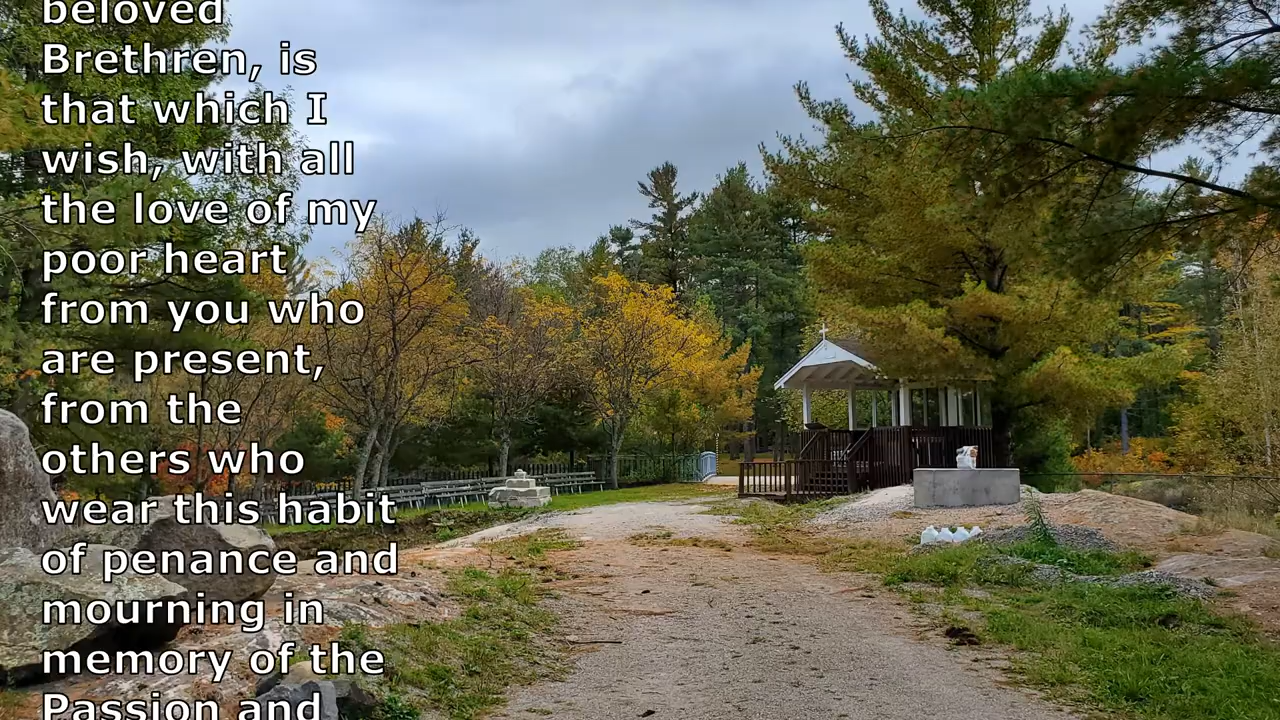 beloved
Brethren, is
that which I
wish, with all
the love of my
poor heart
from you who
are present,
from the
others who
wear this habit
of penance and
mourning in
memory of the
Passion and